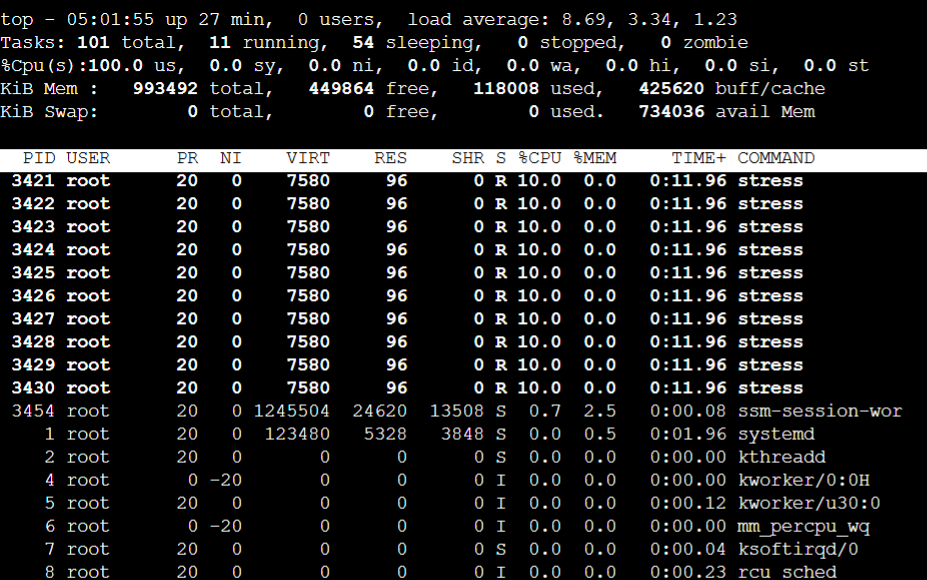 top - 05:01:55 up 27 min,  0 users,  load average: 8.69, 3.34, 1.23
Tasks: 101 total,  11 running,  54 sleeping,   0 stopped,   0 zombie
%Cpu(s):100.0 us,  0.0 sy,  0.0 ni,  0.0 id,  0.0 wa,  0.0 hi,  0.0 si,  0.0 st
KiB Mem :   993492 total,   449864 free,   118008 used,   425620 buff/cache
KiB Swap:        0 total,        0 free,        0 used.   734036 avail Mem
  PID USER      PR  NI    VIRT    RES    SHR S %CPU %MEM     TIME+ COMMAND
 3421 root      20   0    7580     96      0 R 10.0  0.0   0:11.96 stress
 3422 root      20   0    7580     96      0 R 10.0  0.0   0:11.96 stress
 3423 root      20   0    7580     96      0 R 10.0  0.0   0:11.96 stress
 3424 root      20   0    7580     96      0 R 10.0  0.0   0:11.96 stress
 3425 root      20   0    7580     96      0 R 10.0  0.0   0:11.96 stress
 3426 root      20   0    7580     96      0 R 10.0  0.0   0:11.96 stress
 3427 root      20   0    7580     96      0 R 10.0  0.0   0:11.96 stress
 3428 root      20   0    7580     96      0 R 10.0  0.0   0:11.96 stress
 3429 root      20   0    7580     96      0 R 10.0  0.0   0:11.96 stress
 3430 root      20   0    7580     96      0 R 10.0  0.0   0:11.96 stress
 3454 root      20   0 1245504  24620  13508 S  0.7  2.5   0:00.08 ssm-session-wor
    1 root      20   0  123480   5328   3848 S  0.0  0.5   0:01.96 systemd
    2 root      20   0       0      0      0 S  0.0  0.0   0:00.00 kthreadd
    4 root       0 -20       0      0      0 I  0.0  0.0   0:00.00 kworker/0:0H
    5 root      20   0       0      0      0 I  0.0  0.0   0:00.12 kworker/u30:0
    6 root       0 -20       0      0      0 I  0.0  0.0   0:00.00 mm_percpu_wq
    7 root      20   0       0      0      0 S  0.0  0.0   0:00.04 ksoftirqd/0
    8 root      20   0       0      0      0 I  0.0  0.0   0:00.23 rcu_sched